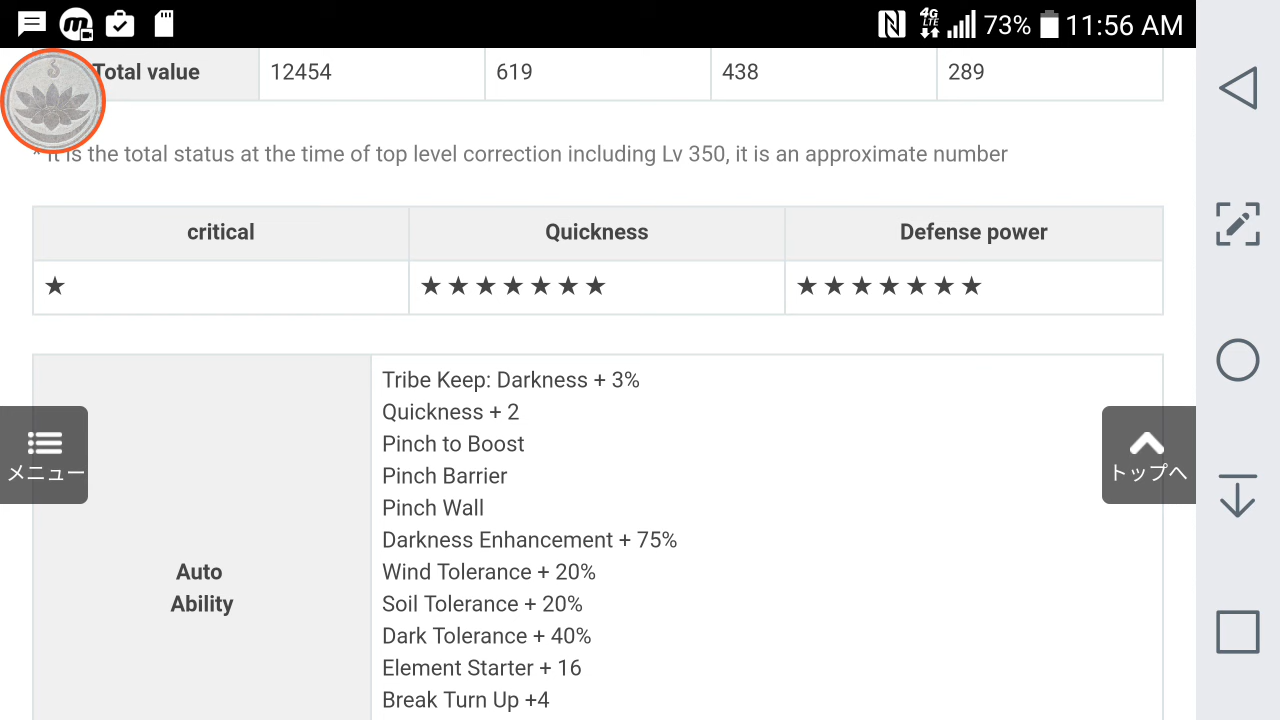 4G LTE 73% 11:56 AM
Total value 12454 619 438 289
* It is the total status at the time of top level correction including Lv 350, it is an approximate number
critical Quickness Defense power
★ ★★★★★★★ ★★★★★★★
Tribe Keep: Darkness + 3%
Quickness + 2
Pinch to Boost
メニュー トップへ
Pinch Barrier
Pinch Wall
Darkness Enhancement + 75%
Auto
Ability
Wind Tolerance + 20%
Soil Tolerance + 20%
Dark Tolerance + 40%
Element Starter + 16
Break Turn Up +4